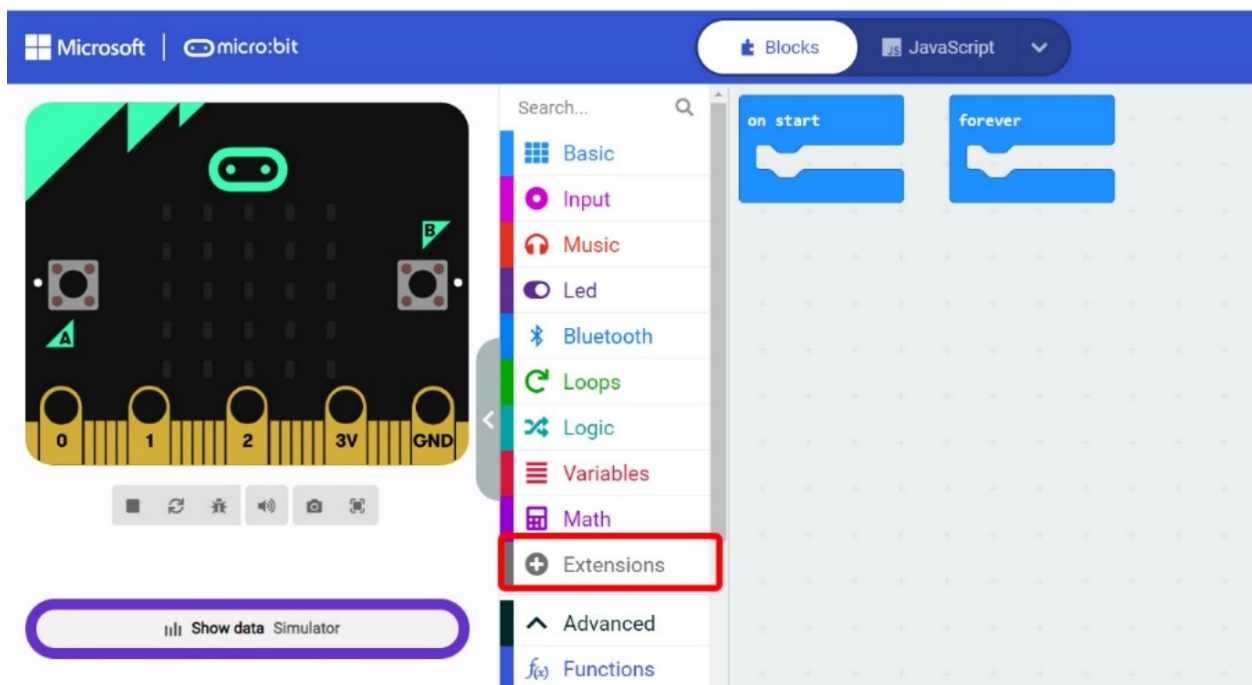 Microsoft | micro:bit
Blocks
JS JavaScript
B
A
0 1 2 3V GND
Show data Simulator
Search...
Basic
Input
Music
Led
Bluetooth
Loops
Logic
Variables
Math
Extensions
Advanced
f(x) Functions
on start
forever